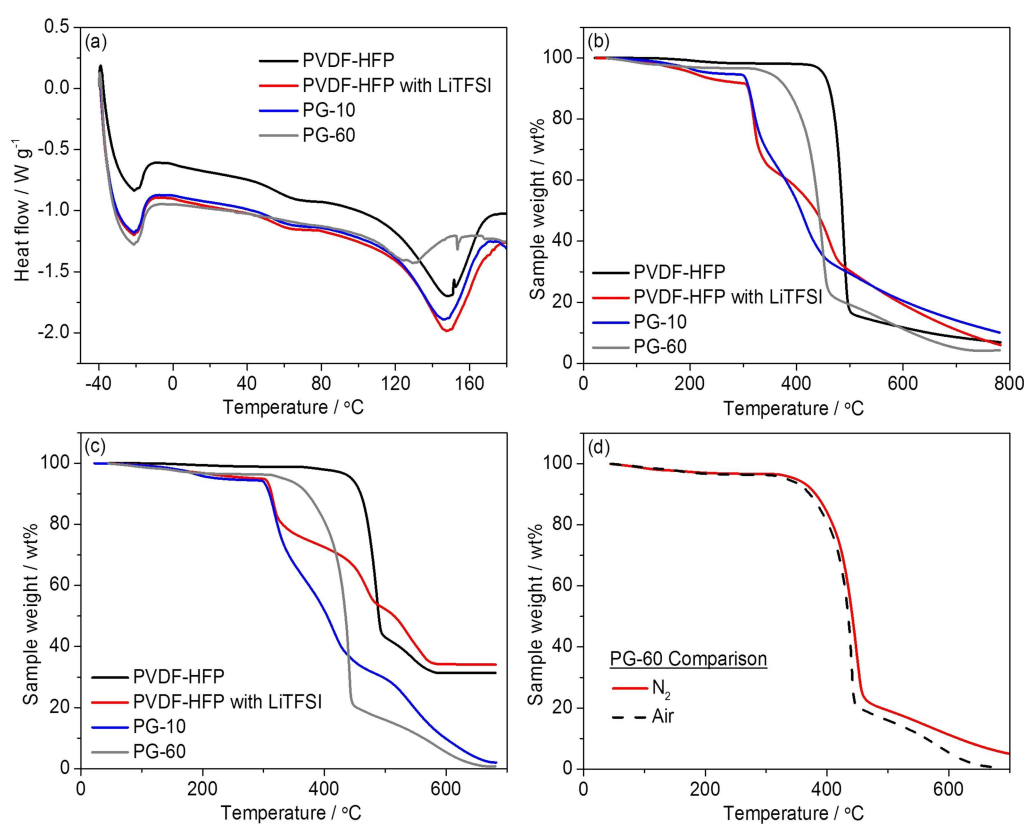 (a)
PVDF-HFP
PVDF-HFP with LiTFSI
PG-10
PG-60
0.5
0.0
-0.5
-1.0
-1.5
-2.0
Heat flow / W g⁻¹
-40
0
40
80
120
160
Temperature / °C
(b)
100
80
60
40
20
0
Sample weight / wt%
PVDF-HFP
PVDF-HFP with LiTFSI
PG-10
PG-60
0
200
400
600
800
Temperature / °C
(c)
100
80
60
40
20
0
Sample weight / wt%
PVDF-HFP
PVDF-HFP with LiTFSI
PG-10
PG-60
0
200
400
600
Temperature / °C
(d)
100
80
60
40
20
0
Sample weight / wt%
PG-60 Comparison
N₂
Air
0
200
400
600
Temperature / °C